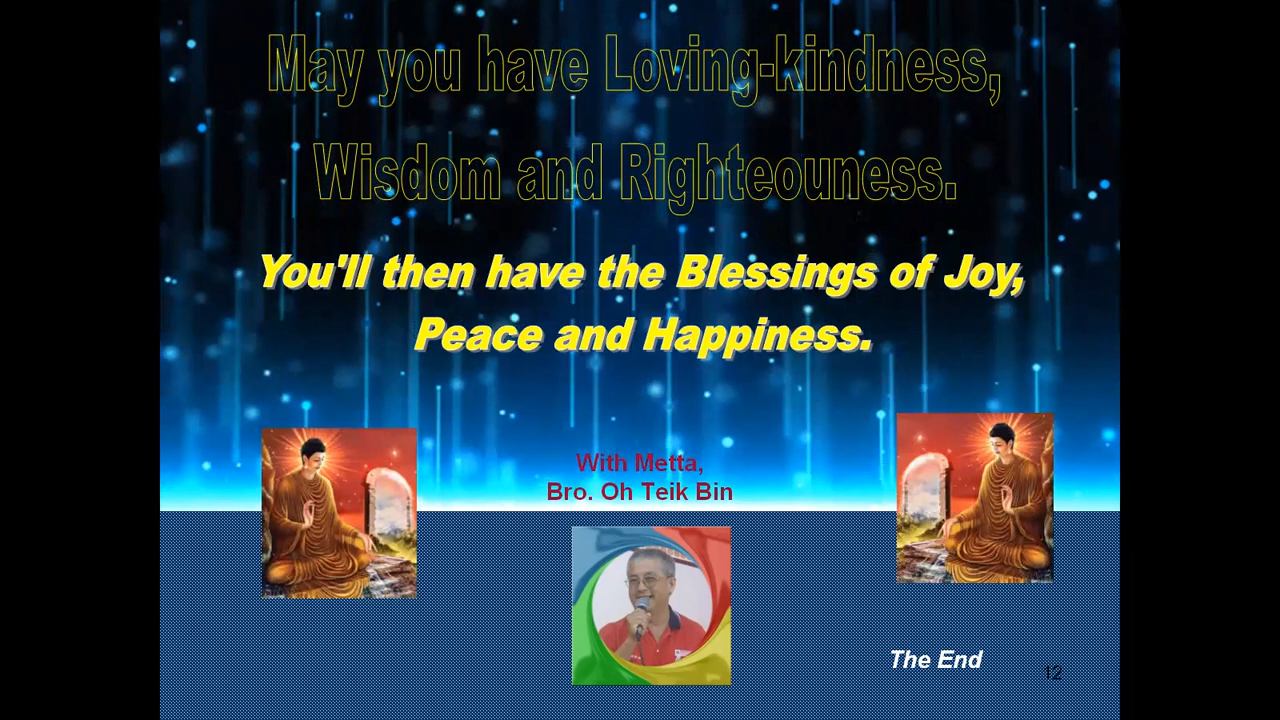 May you have Loving-kindness,
Wisdom and Righteouness.
You'll then have the Blessings of Joy,
Peace and Happiness.
With Metta,
Bro. Oh Teik Bin
The End
12